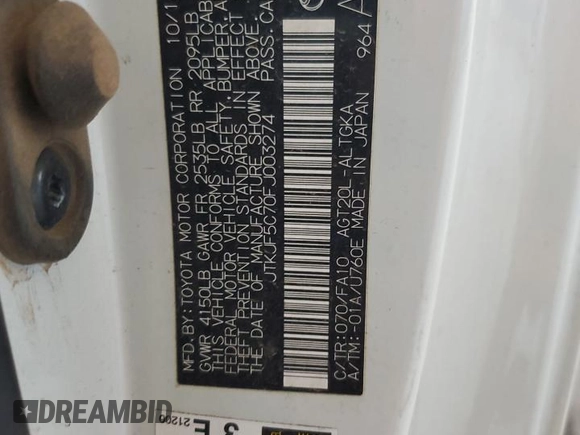 MFD. BY: TOYOTA MOTOR CORPORATION 10/1
GVWR 4150LB GAWR FR 2535LB RR 2095LB
THIS VEHICLE CONFORMS TO ALL APPLICAB
FEDERAL MOTOR VEHICLE SAFETY, BUMPER, A
THEFT PREVENTION STANDARDS IN EFFECT
THE DATE OF MANUFACTURE SHOWN ABOVE.
JTKJF5C70FJ003274 PASS.CA
C/TR: 070/FA10 AGT20L-ALTGKA
A/TM:-01A/U760E MADE IN JAPAN 964
21200
3
E
DREAMBID